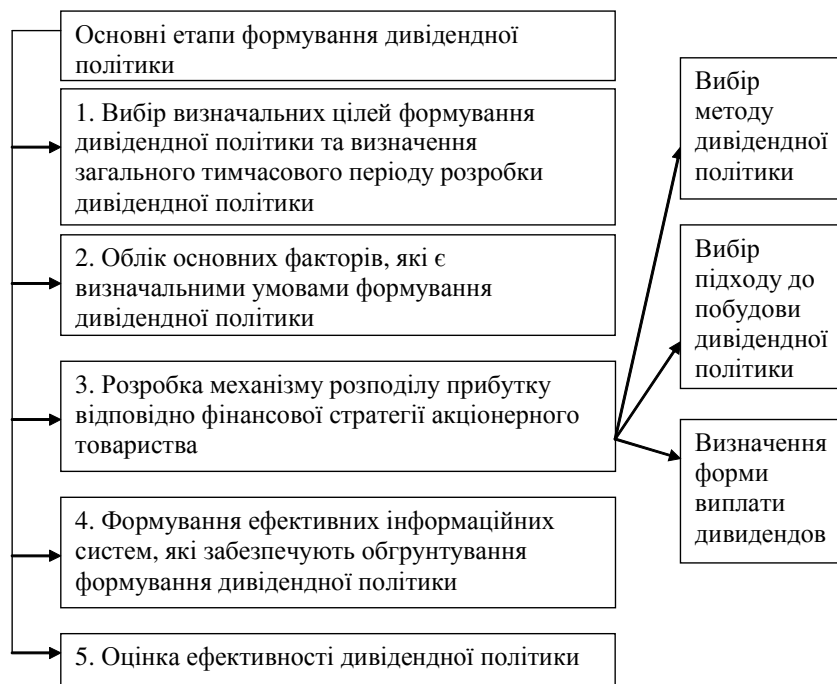 Основні етапи формування дивідендної
політики
1. Вибір визначальних цілей формування
дивідендної політики та визначення
загального тимчасового періоду розробки
дивідендної політики
2. Облік основних факторів, які є
визначальними умовами формування
дивідендної політики
3. Розробка механізму розподілу прибутку
відповідно фінансової стратегії акціонерного
товариства
4. Формування ефективних інформаційних
систем, які забезпечують обгрунтування
формування дивідендної політики
5. Оцінка ефективності дивідендної політики
Вибір
методу
дивідендної
політики
Вибір
підходу до
побудови
дивідендної
політики
Визначення
форми
виплати
дивидендов